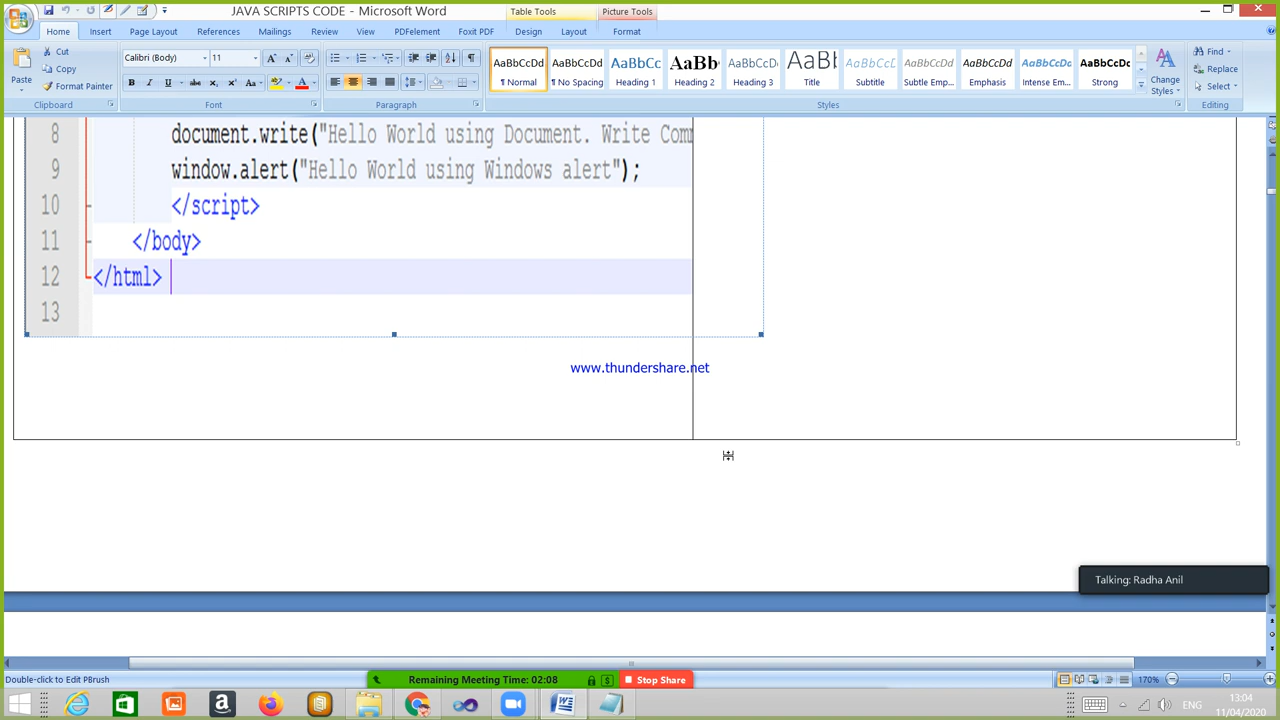 JAVA SCRIPTS CODE - Microsoft Word
Table Tools
Picture Tools
Home Insert Page Layout References Mailings Review View PDFelement Foxit PDF Design Layout Format
Paste
Cut
Copy
Format Painter
Clipboard
Calibri (Body) 11
Font
Paragraph
AaBbCcDd AaBbCcDd AaBbCc AaBb AaBbCcDd AaB AaBbCcDd AaBbCcDd AaBbCcDd AaBbCcDd AaBbCcDc
¶ Normal ¶ No Spacing Heading 1 Heading 2 Heading 3 Title Subtitle Subtle Emp... Emphasis Intense Em... Strong
Change Styles
Styles
Find
Replace
Select
Editing
8 document.write("Hello World using Document. Write Com
9 window.alert("Hello World using Windows alert");
10 </script>
11 </body>
12 </html>
13
www.thundershare.net
Talking: Radha Anil
Double-click to Edit PBrush
Remaining Meeting Time: 02:08
Stop Share
170%
ENG
13:04
11/04/2020